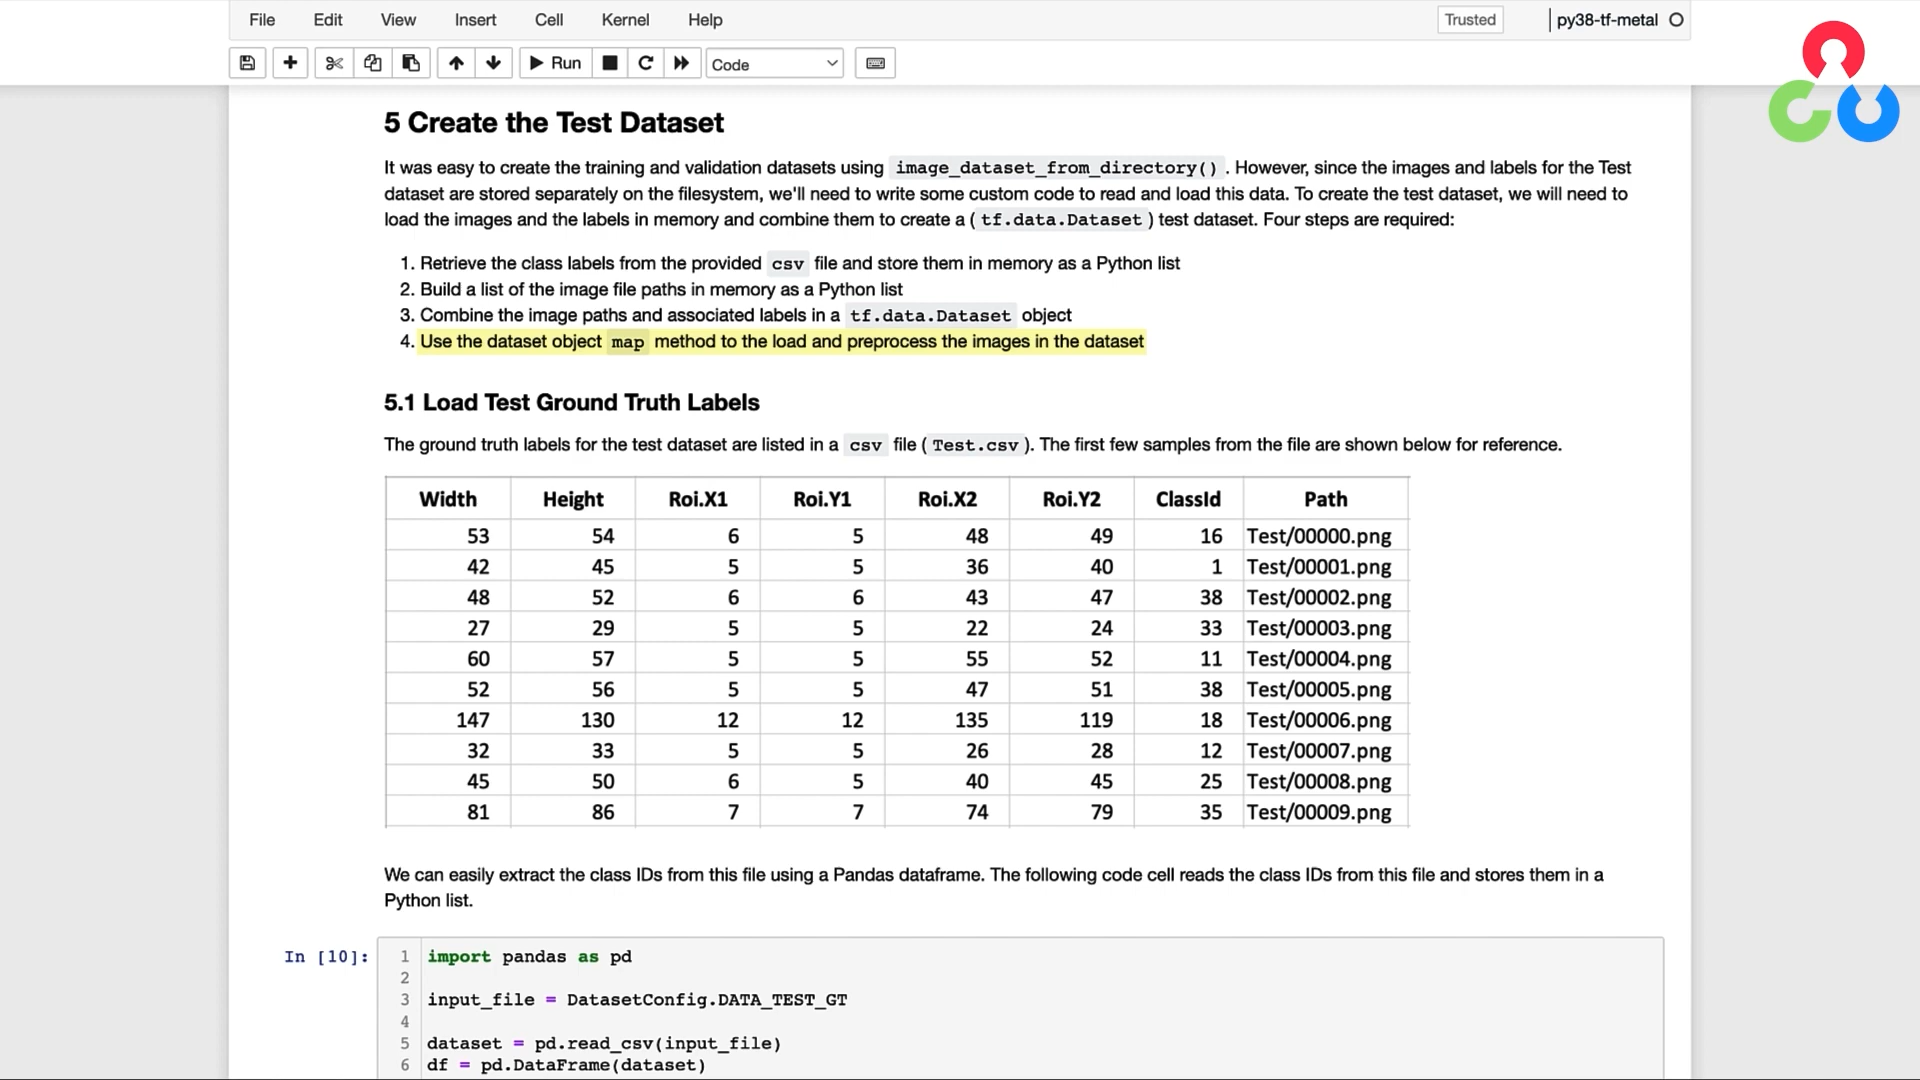 File Edit View Insert Cell Kernel Help Trusted py38-tf-metal
Run Code
5 Create the Test Dataset
It was easy to create the training and validation datasets using image_dataset_from_directory() . However, since the images and labels for the Test
dataset are stored separately on the filesystem, we'll need to write some custom code to read and load this data. To create the test dataset, we will need to
load the images and the labels in memory and combine them to create a ( tf.data.Dataset ) test dataset. Four steps are required:
1. Retrieve the class labels from the provided csv file and store them in memory as a Python list
2. Build a list of the image file paths in memory as a Python list
3. Combine the image paths and associated labels in a tf.data.Dataset object
4. Use the dataset object map method to the load and preprocess the images in the dataset
5.1 Load Test Ground Truth Labels
The ground truth labels for the test dataset are listed in a csv file ( Test.csv ). The first few samples from the file are shown below for reference.
Width Height Roi.X1 Roi.Y1 Roi.X2 Roi.Y2 ClassId Path
53 54 6 5 48 49 16 Test/00000.png
42 45 5 5 36 40 1 Test/00001.png
48 52 6 6 43 47 38 Test/00002.png
27 29 5 5 22 24 33 Test/00003.png
60 57 5 5 55 52 11 Test/00004.png
52 56 5 5 47 51 38 Test/00005.png
147 130 12 12 135 119 18 Test/00006.png
32 33 5 5 26 28 12 Test/00007.png
45 50 6 5 40 45 25 Test/00008.png
81 86 7 7 74 79 35 Test/00009.png
We can easily extract the class IDs from this file using a Pandas dataframe. The following code cell reads the class IDs from this file and stores them in a
Python list.
In [10]: 1 import pandas as pd
2
3 input_file = DatasetConfig.DATA_TEST_GT
4
5 dataset = pd.read_csv(input_file)
6 df = pd.DataFrame(dataset)